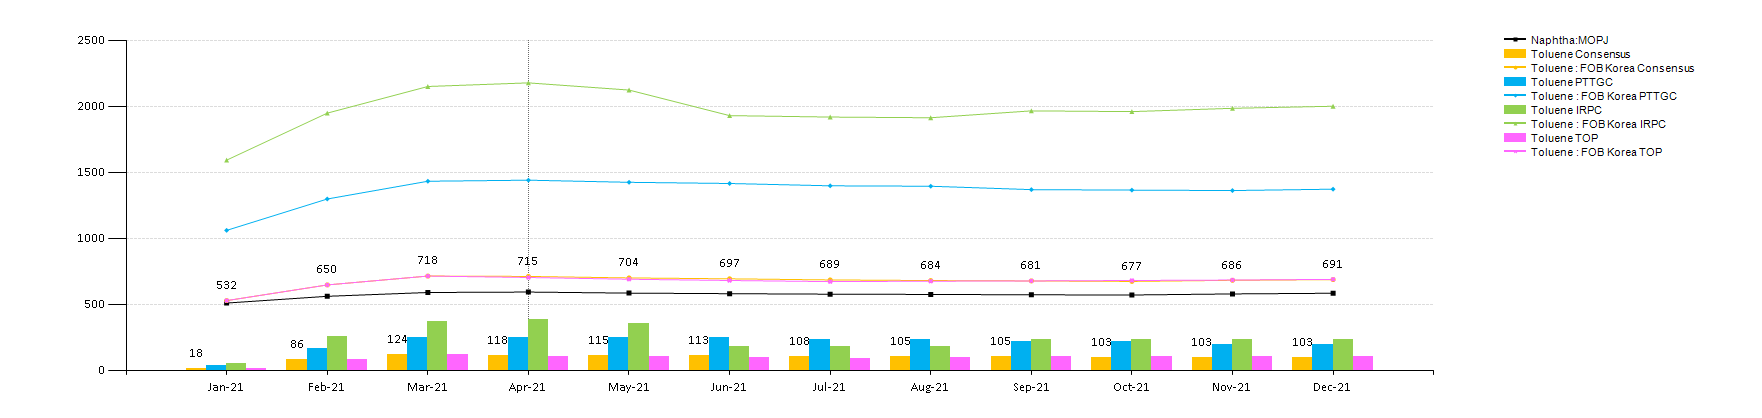 2500
2000
1500
1000
500
0
532 650 718 715 704 697 689 684 681 677 686 691
18 86 124 118 115 113 108 105 105 103 103 103
Jan-21 Feb-21 Mar-21 Apr-21 May-21 Jun-21 Jul-21 Aug-21 Sep-21 Oct-21 Nov-21 Dec-21
Naphtha:MOPJ
Toluene Consensus
Toluene : FOB Korea Consensus
Toluene PTTGC
Toluene : FOB Korea PTTGC
Toluene IRPC
Toluene : FOB Korea IRPC
Toluene TOP
Toluene : FOB Korea TOP